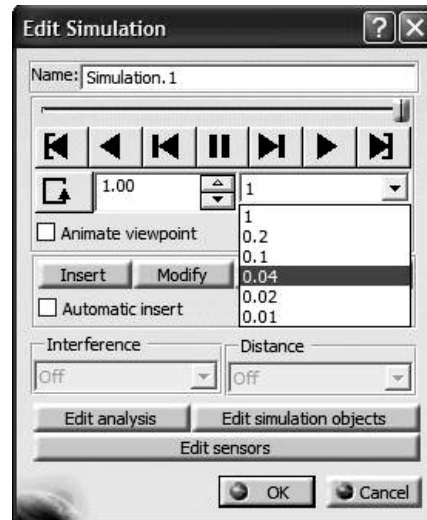 Edit Simulation
Name: Simulation.1
1.00 1
Animate viewpoint
1
0.2
0.1
0.04
0.02
0.01
Insert Modify
Automatic insert
Interference Distance
Off Off
Edit analysis Edit simulation objects
Edit sensors
OK Cancel